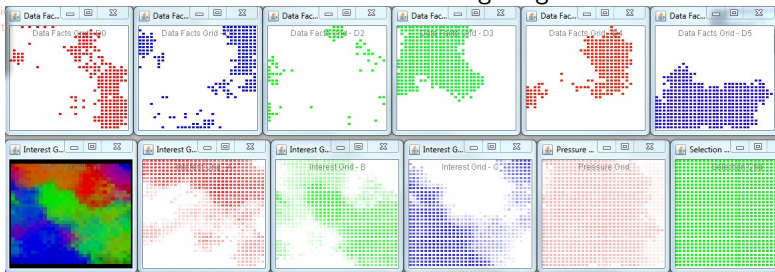 Data Fac... Data Fac... Data Fac... Data Fac... Data Fac... Data Fac...
Data Facts Grid - D0 Data Facts Grid - Data Facts Grid - D2 Data Facts Grid - D3 Data Facts Grid - D4 Data Facts Grid - D5
Interest G... Interest G... Interest G... Interest G... Pressure ... Selection ...
Interest Grid - B Interest Grid - C Pressure Grid